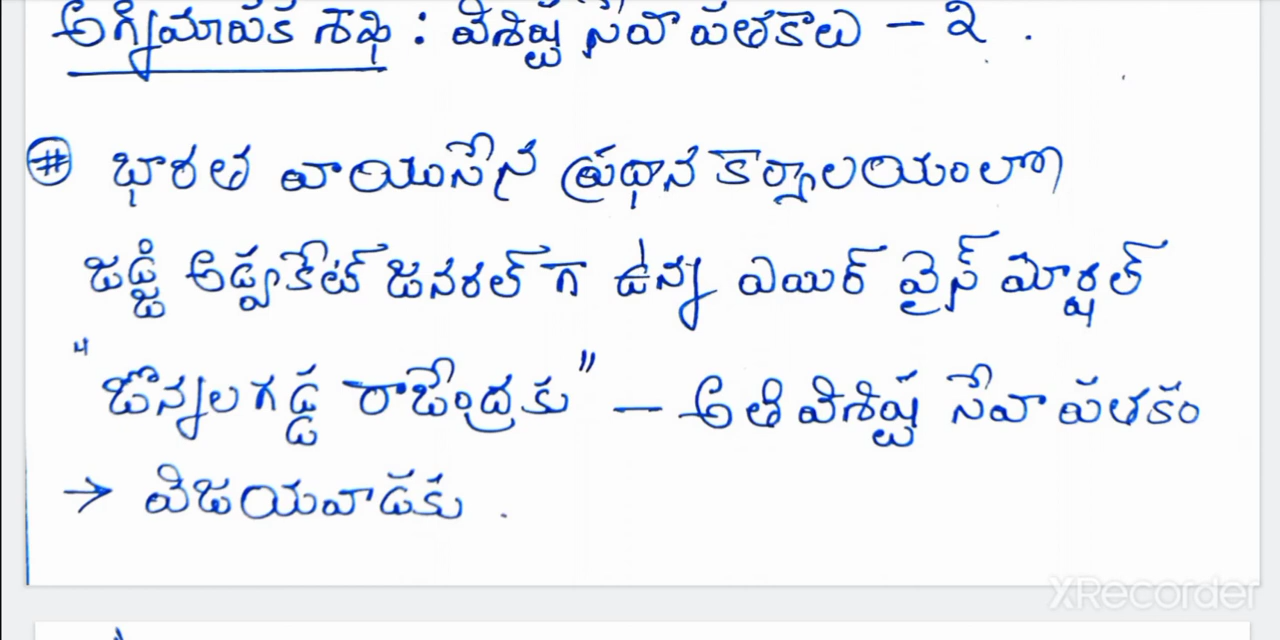 అగ్నిమాపక శాఖ : విశిష్ట సేవా పతకాలు - 2 .
# భారత వాయుసేన ప్రధాన కార్యాలయంలో
జడ్జి అడ్వకేట్ జనరల్ గా ఉన్న ఎయిర్ వైస్ మార్షల్
"జొన్నలగడ్డ రాజేంద్రకు" - అతి విశిష్ట సేవా పతకం
→ విజయవాడకు .
XRecorder